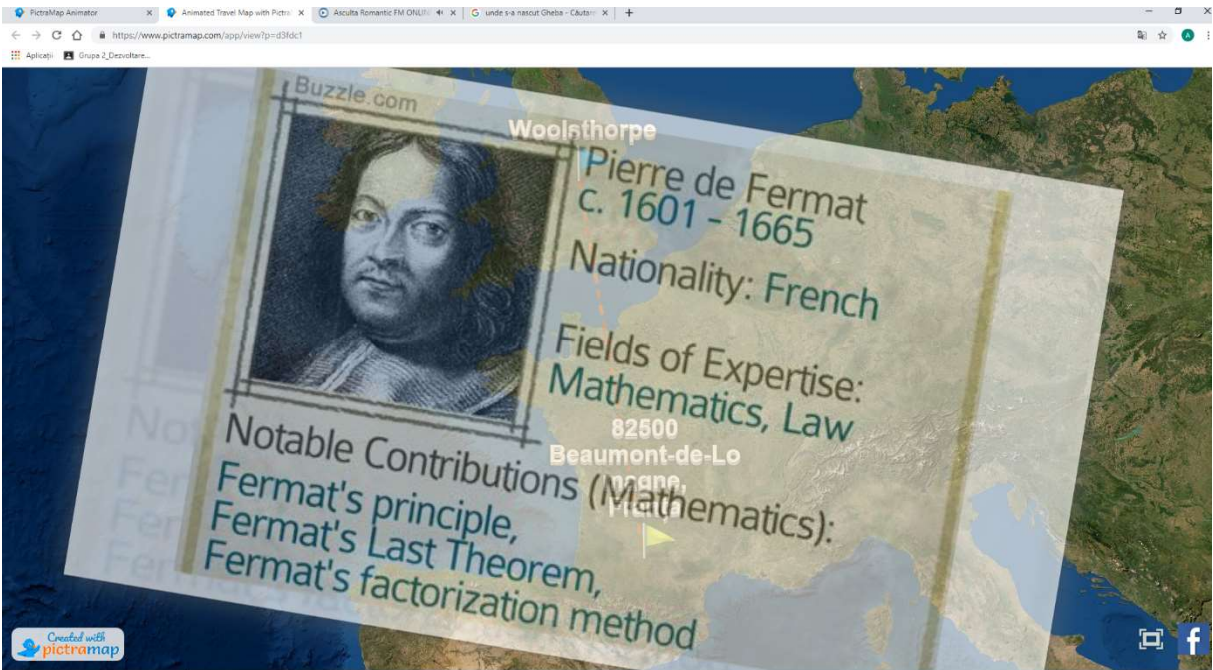 PictraMap Animator
Animated Travel Map with Pictra
Asculta Romantic FM ONLIN
unde s-a nascut Gheba - Căutar
https://www.pictramap.com/app/view?p=d3fdc1
Aplicații
Grupa 2_Dezvoltare...
Buzzle.com
Woolsthorpe
Pierre de Fermat
c. 1601 - 1665
Nationality: French
Fields of Expertise:
Mathematics, Law
82500
Beaumont-de-Lo
magne,
Notable Contributions (Mathematics):
Fermat's principle,
Fermat's Last Theorem,
Fermat's factorization method
Created with
pictramap